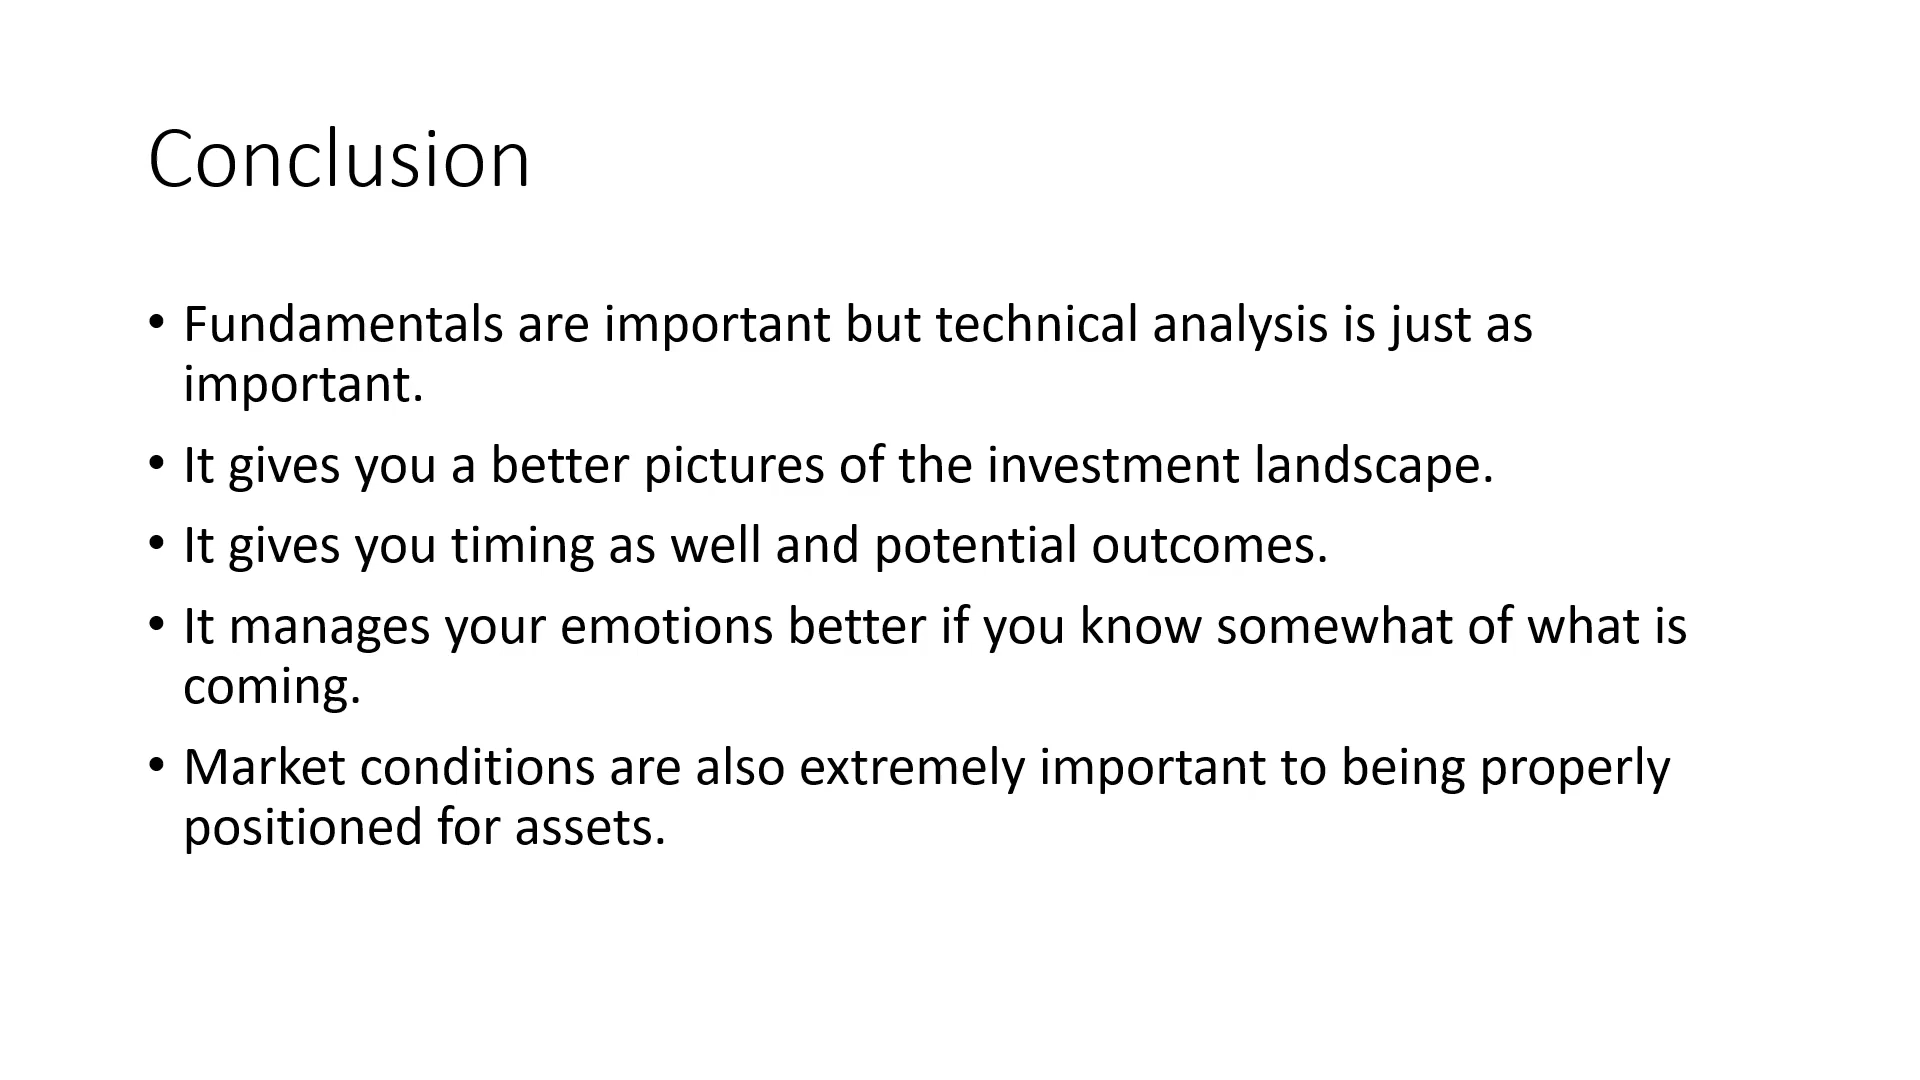 Conclusion
• Fundamentals are important but technical analysis is just as
important.
• It gives you a better pictures of the investment landscape.
• It gives you timing as well and potential outcomes.
• It manages your emotions better if you know somewhat of what is
coming.
• Market conditions are also extremely important to being properly
positioned for assets.